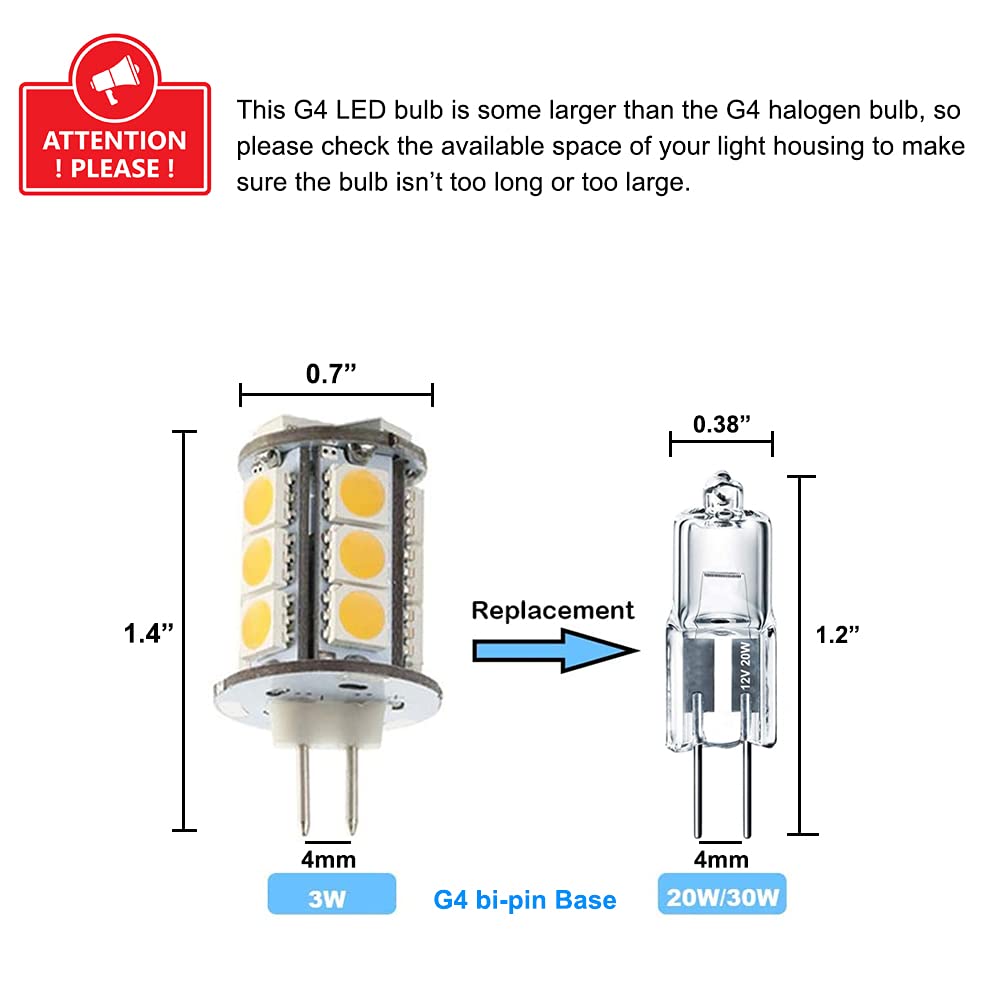 ATTENTION
! PLEASE !
This G4 LED bulb is some larger than the G4 halogen bulb, so
please check the available space of your light housing to make
sure the bulb isn’t too long or too large.
0.7”
0.38”
1.4”
Replacement
1.2”
12V 20W
4mm
4mm
3W
G4 bi-pin Base
20W/30W